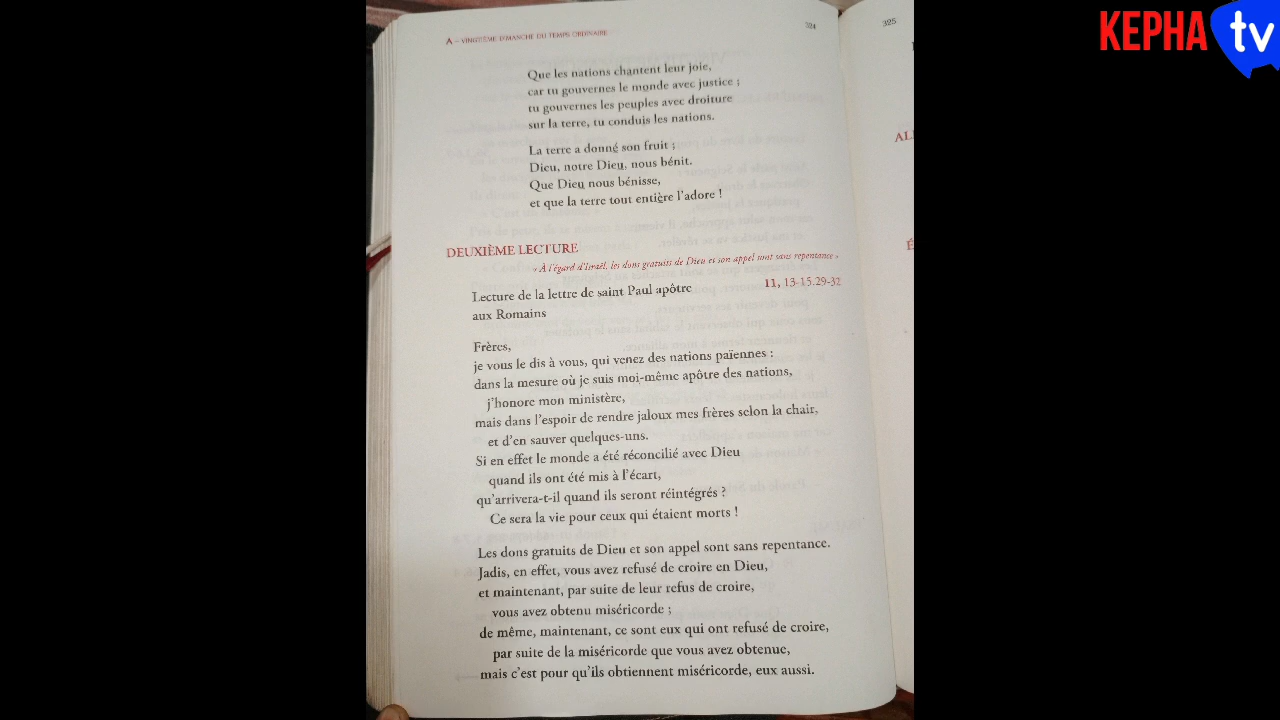 A – VINGTIÈME DIMANCHE DU TEMPS ORDINAIRE
324
325
KEPHA tv
Que les nations chantent leur joie,
car tu gouvernes le monde avec justice ;
tu gouvernes les peuples avec droiture
sur la terre, tu conduis les nations.
La terre a donné son fruit ;
Dieu, notre Dieu, nous bénit.
Que Dieu nous bénisse,
et que la terre tout entière l'adore !
DEUXIÈME LECTURE
« À l'égard d'Israël, les dons gratuits de Dieu et son appel sont sans repentance »
Lecture de la lettre de saint Paul apôtre 11, 13-15.29-32
aux Romains
Frères,
je vous le dis à vous, qui venez des nations païennes :
dans la mesure où je suis moi-même apôtre des nations,
j'honore mon ministère,
mais dans l'espoir de rendre jaloux mes frères selon la chair,
et d'en sauver quelques-uns.
Si en effet le monde a été réconcilié avec Dieu
quand ils ont été mis à l'écart,
qu'arrivera-t-il quand ils seront réintégrés ?
Ce sera la vie pour ceux qui étaient morts !
Les dons gratuits de Dieu et son appel sont sans repentance.
Jadis, en effet, vous avez refusé de croire en Dieu,
et maintenant, par suite de leur refus de croire,
vous avez obtenu miséricorde ;
de même, maintenant, ce sont eux qui ont refusé de croire,
par suite de la miséricorde que vous avez obtenue,
mais c'est pour qu'ils obtiennent miséricorde, eux aussi.